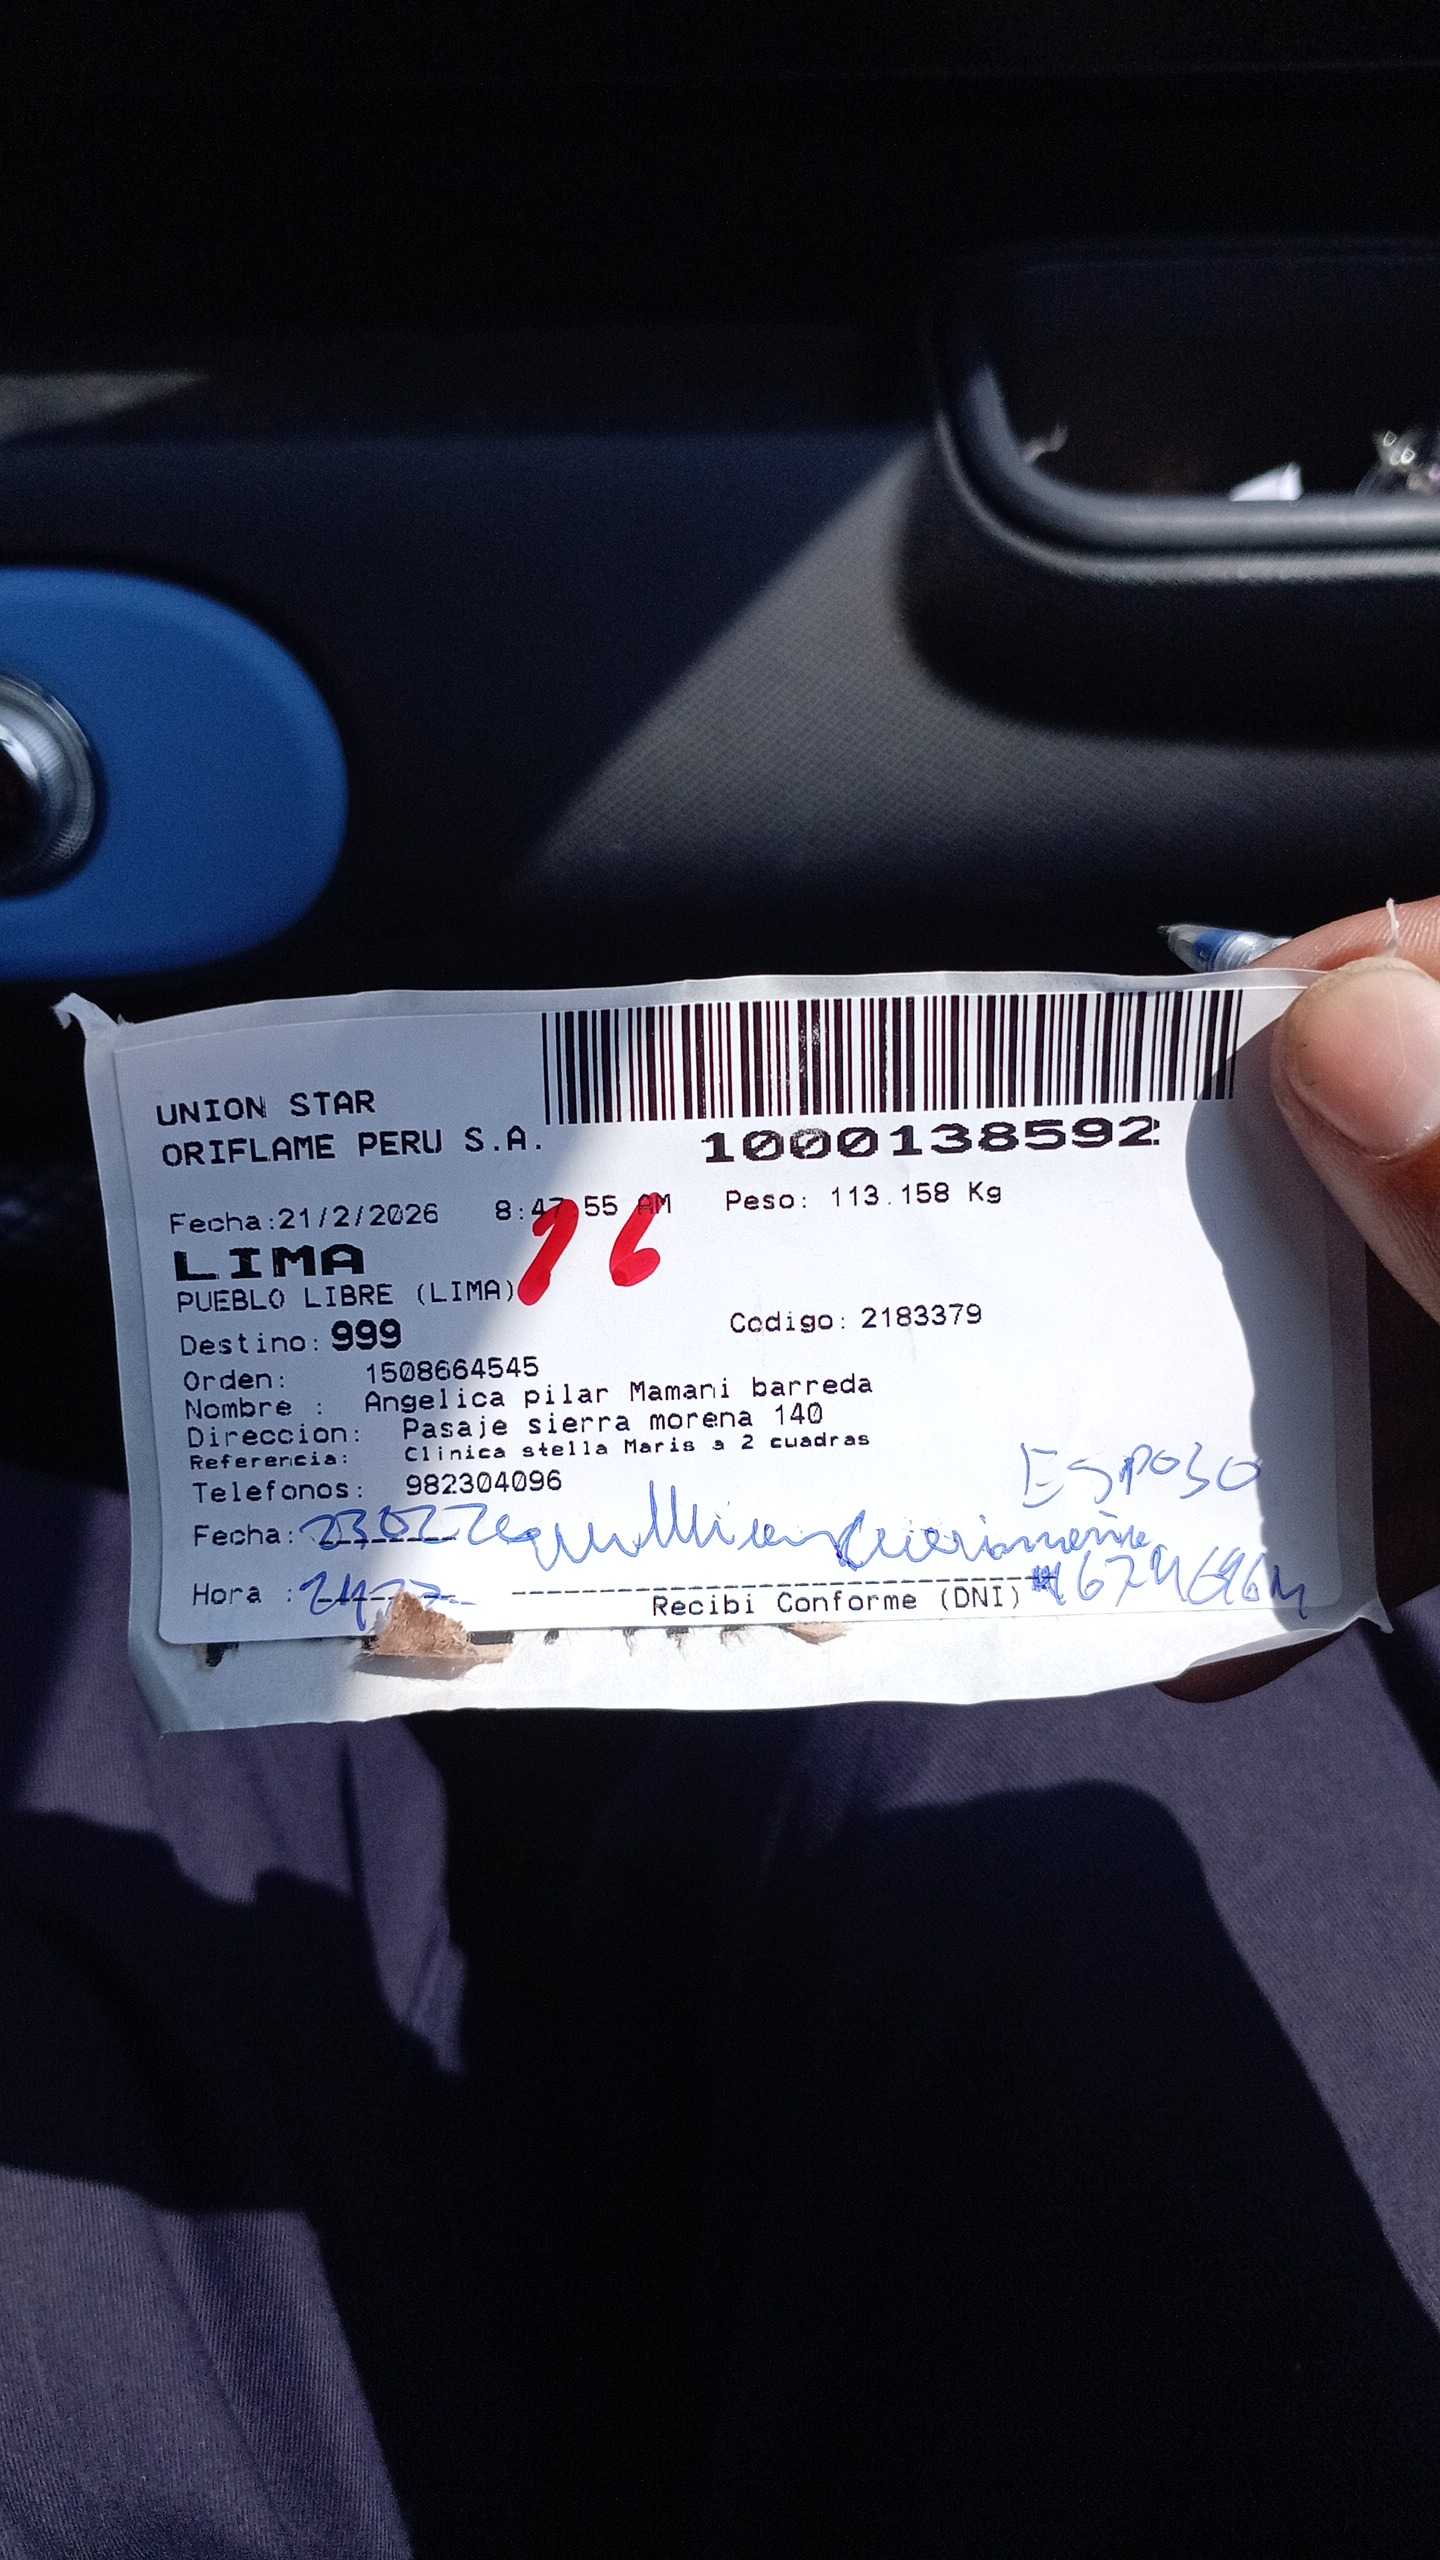 UNION STAR
ORIFLAME PERU S.A.
1000138592
Fecha:21/2/2026 8:47:55 AM Peso: 113.158 Kg
16
LIMA
PUEBLO LIBRE (LIMA)
Destino: 999 Codigo: 2183379
Orden: 1508664545
Nombre : Angelica pilar Mamani barreda
Direccion: Pasaje sierra morena 140
Referencia: Clinica stella Maris a 2 cuadras
Telefonos: 982304096
ESPOSO
Fecha:
Hora :
Recibi Conforme (DNI)